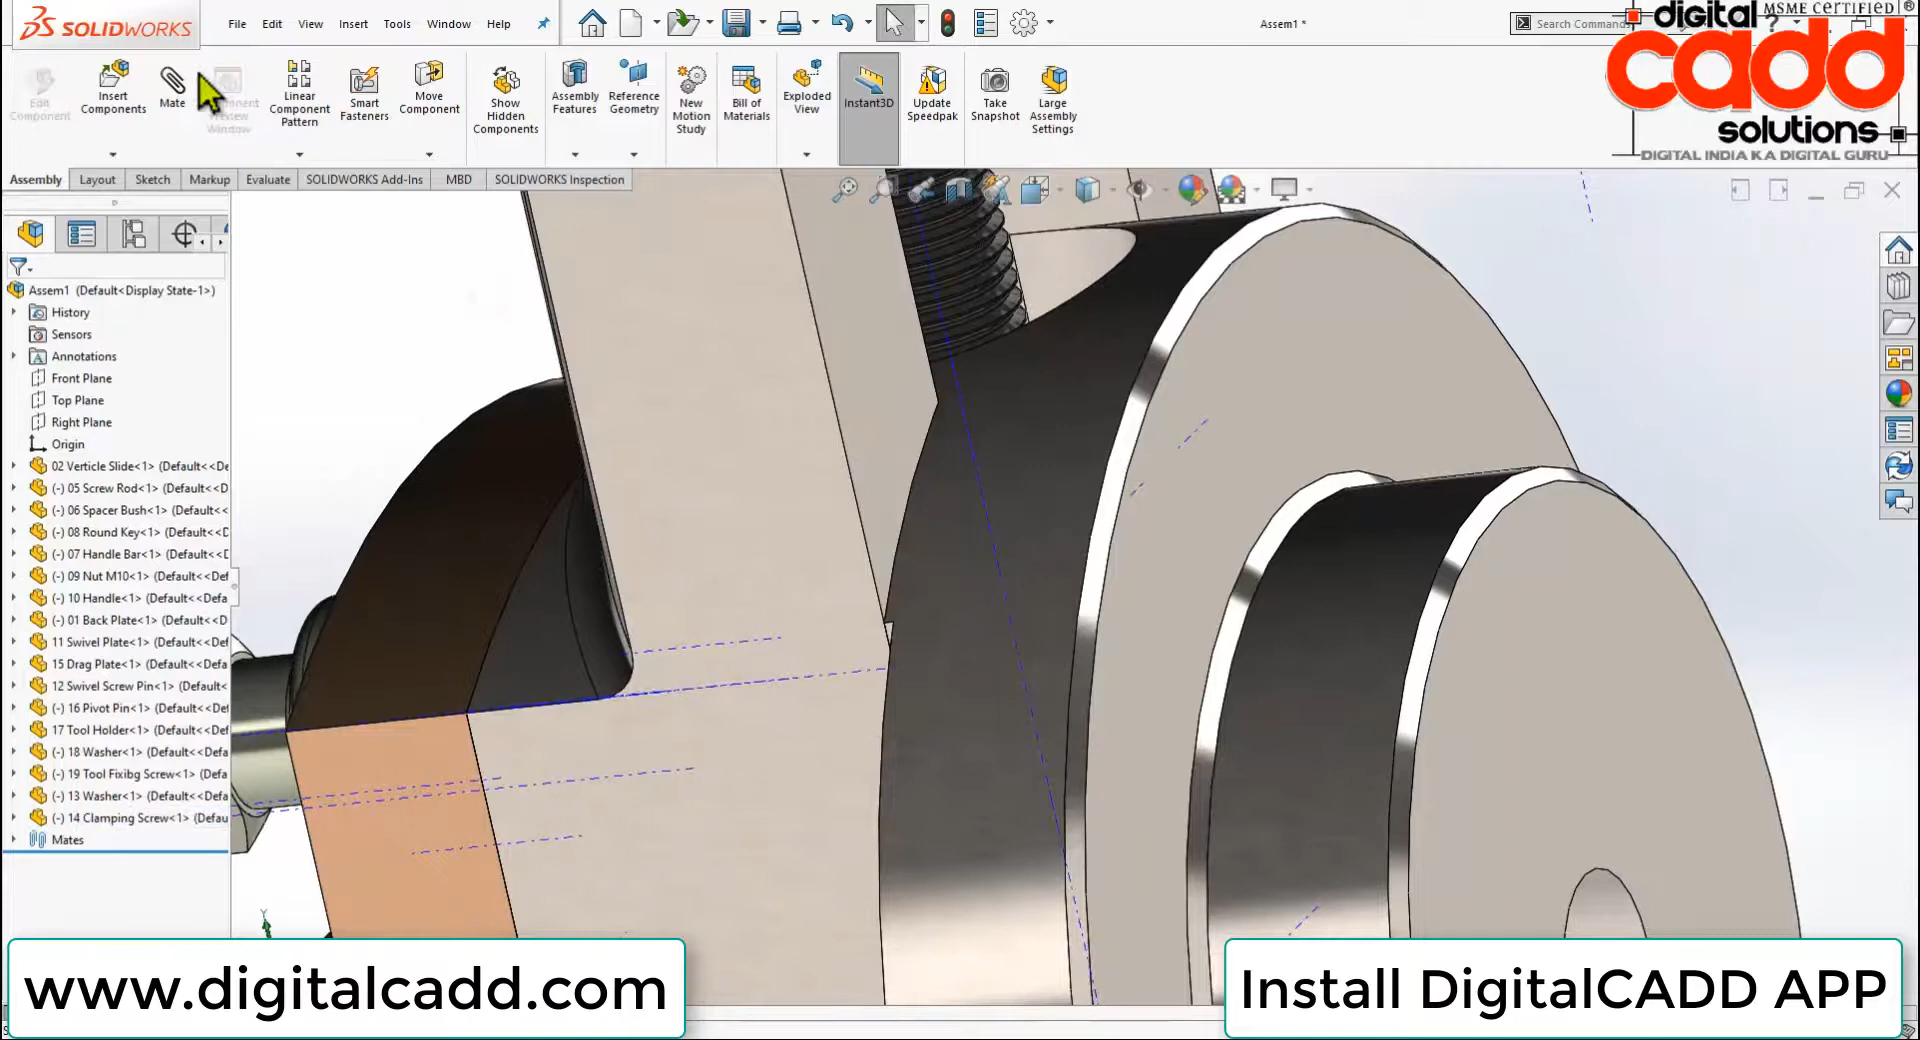 SOLIDWORKS
File Edit View Insert Tools Window Help
Assem1 *
Search Command
digital
MSME CERTIFIED
®
cadd
solutions
DIGITAL INDIA KA DIGITAL GURU
Edit Component
Insert Components
Mate
Preview Window
Linear Component Pattern
Smart Fasteners
Move Component
Show Hidden Components
Assembly Features
Reference Geometry
New Motion Study
Bill of Materials
Exploded View
Instant3D
Update Speedpak
Take Snapshot
Large Assembly Settings
Assembly Layout Sketch Markup Evaluate SOLIDWORKS Add-Ins MBD SOLIDWORKS Inspection
Assem1 (Default<Display State-1>)
History
Sensors
Annotations
Front Plane
Top Plane
Right Plane
Origin
02 Verticle Slide<1> (Default<<De
(-) 05 Screw Rod<1> (Default<<D
(-) 06 Spacer Bush<1> (Default<<
(-) 08 Round Key<1> (Default<<D
(-) 07 Handle Bar<1> (Default<<D
(-) 09 Nut M10<1> (Default<<Def
(-) 10 Handle<1> (Default<<Defa
(-) 01 Back Plate<1> (Default<<D
11 Swivel Plate<1> (Default<<Def
15 Drag Plate<1> (Default<<Defa
12 Swivel Screw Pin<1> (Default<
(-) 16 Pivot Pin<1> (Default<<Def
17 Tool Holder<1> (Default<<Def
(-) 18 Washer<1> (Default<<Defa
(-) 19 Tool Fixibg Screw<1> (Defa
(-) 13 Washer<1> (Default<<Defa
(-) 14 Clamping Screw<1> (Defau
Mates
Y
www.digitalcadd.com
Install DigitalCADD APP